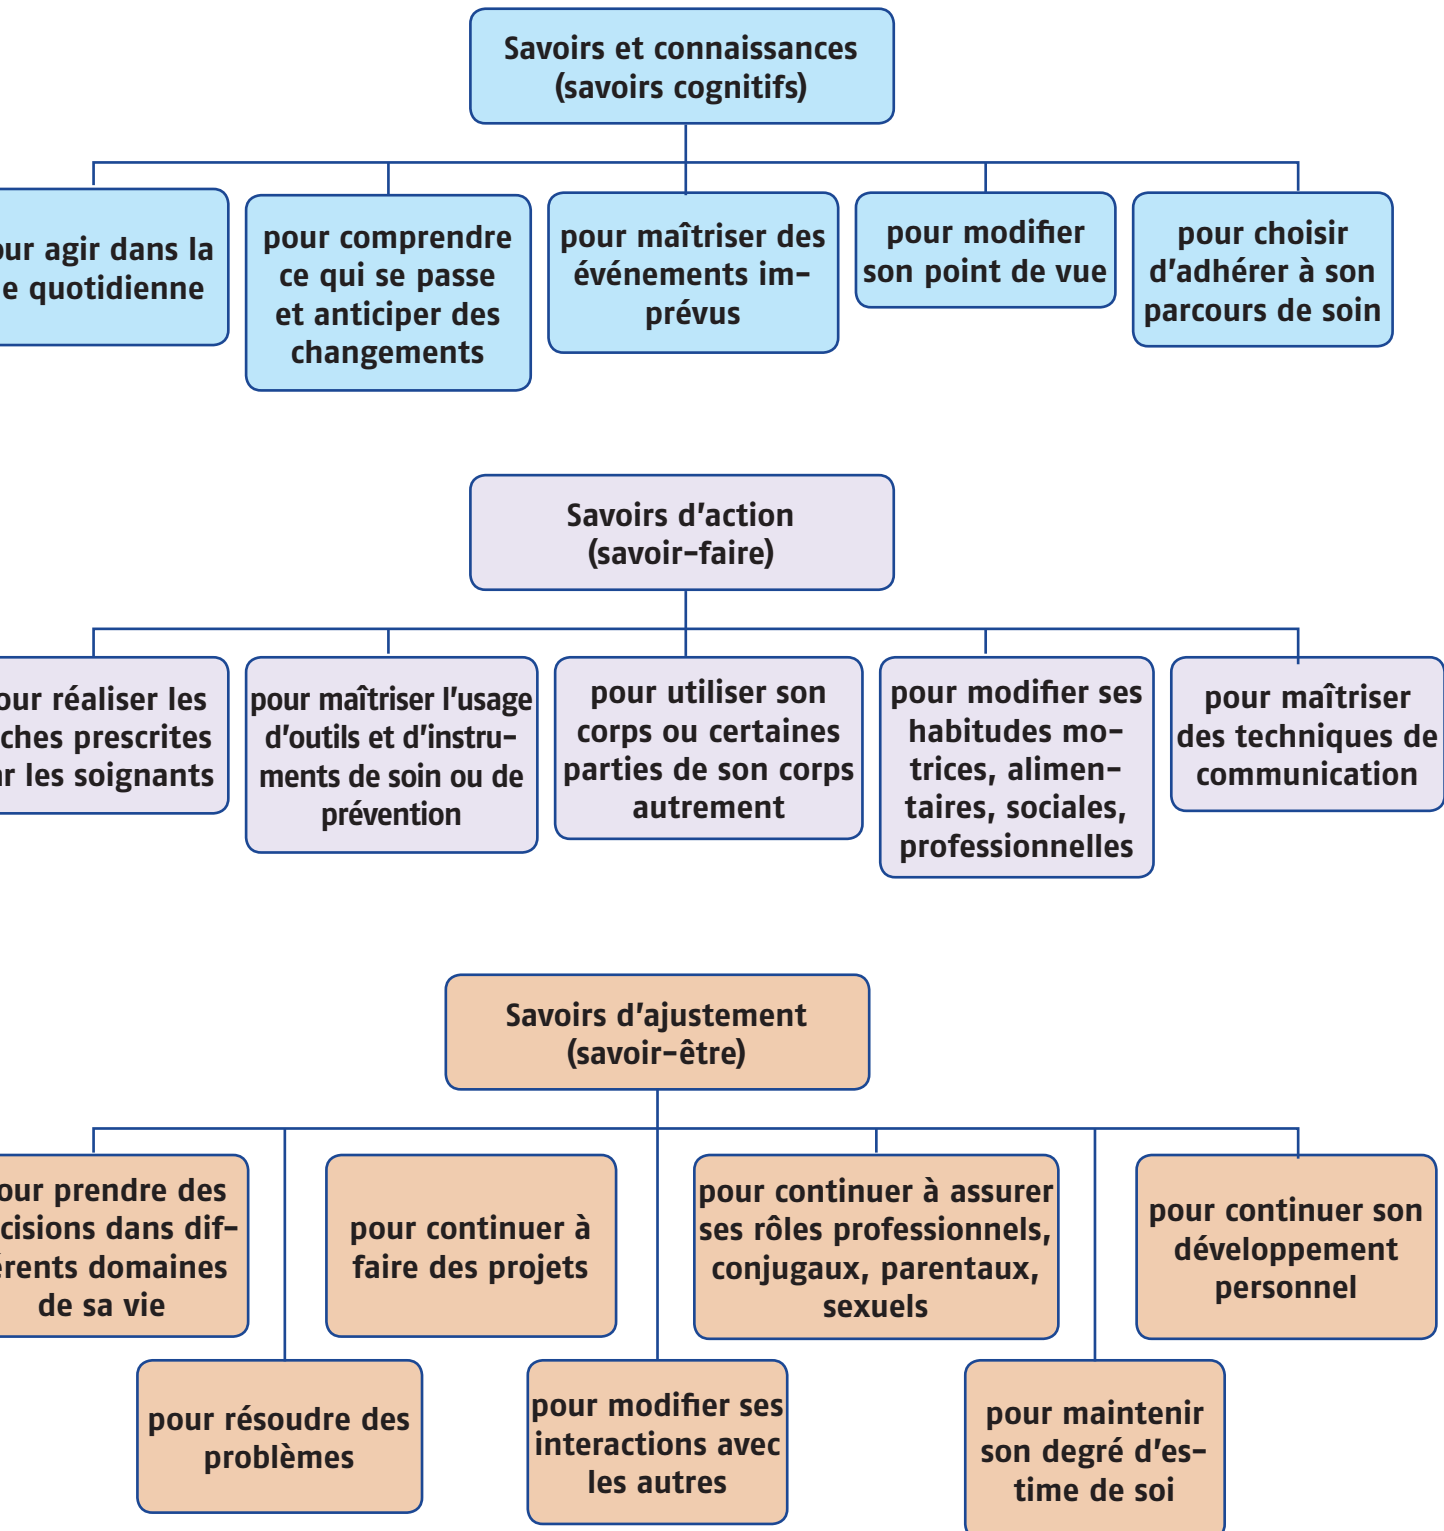 Savoirs et connaissances
(savoirs cognitifs)
our agir dans la
e quotidienne
pour comprendre
ce qui se passe
et anticiper des
changements
pour maîtriser des
événements im-
prévus
pour modifier
son point de vue
pour choisir
d'adhérer à son
parcours de soin
Savoirs d'action
(savoir-faire)
our réaliser les
ches prescrites
ar les soignants
pour maîtriser l'usage
d'outils et d'instru-
ments de soin ou de
prévention
pour utiliser son
corps ou certaines
parties de son corps
autrement
pour modifier ses
habitudes mo-
trices, alimen-
taires, sociales,
professionnelles
pour maîtriser
des techniques de
communication
Savoirs d'ajustement
(savoir-être)
our prendre des
cisions dans dif-
érents domaines
de sa vie
pour continuer à
faire des projets
pour continuer à assurer
ses rôles professionnels,
conjugaux, parentaux,
sexuels
pour continuer son
développement
personnel
pour résoudre des
problèmes
pour modifier ses
interactions avec
les autres
pour maintenir
son degré d'es-
time de soi